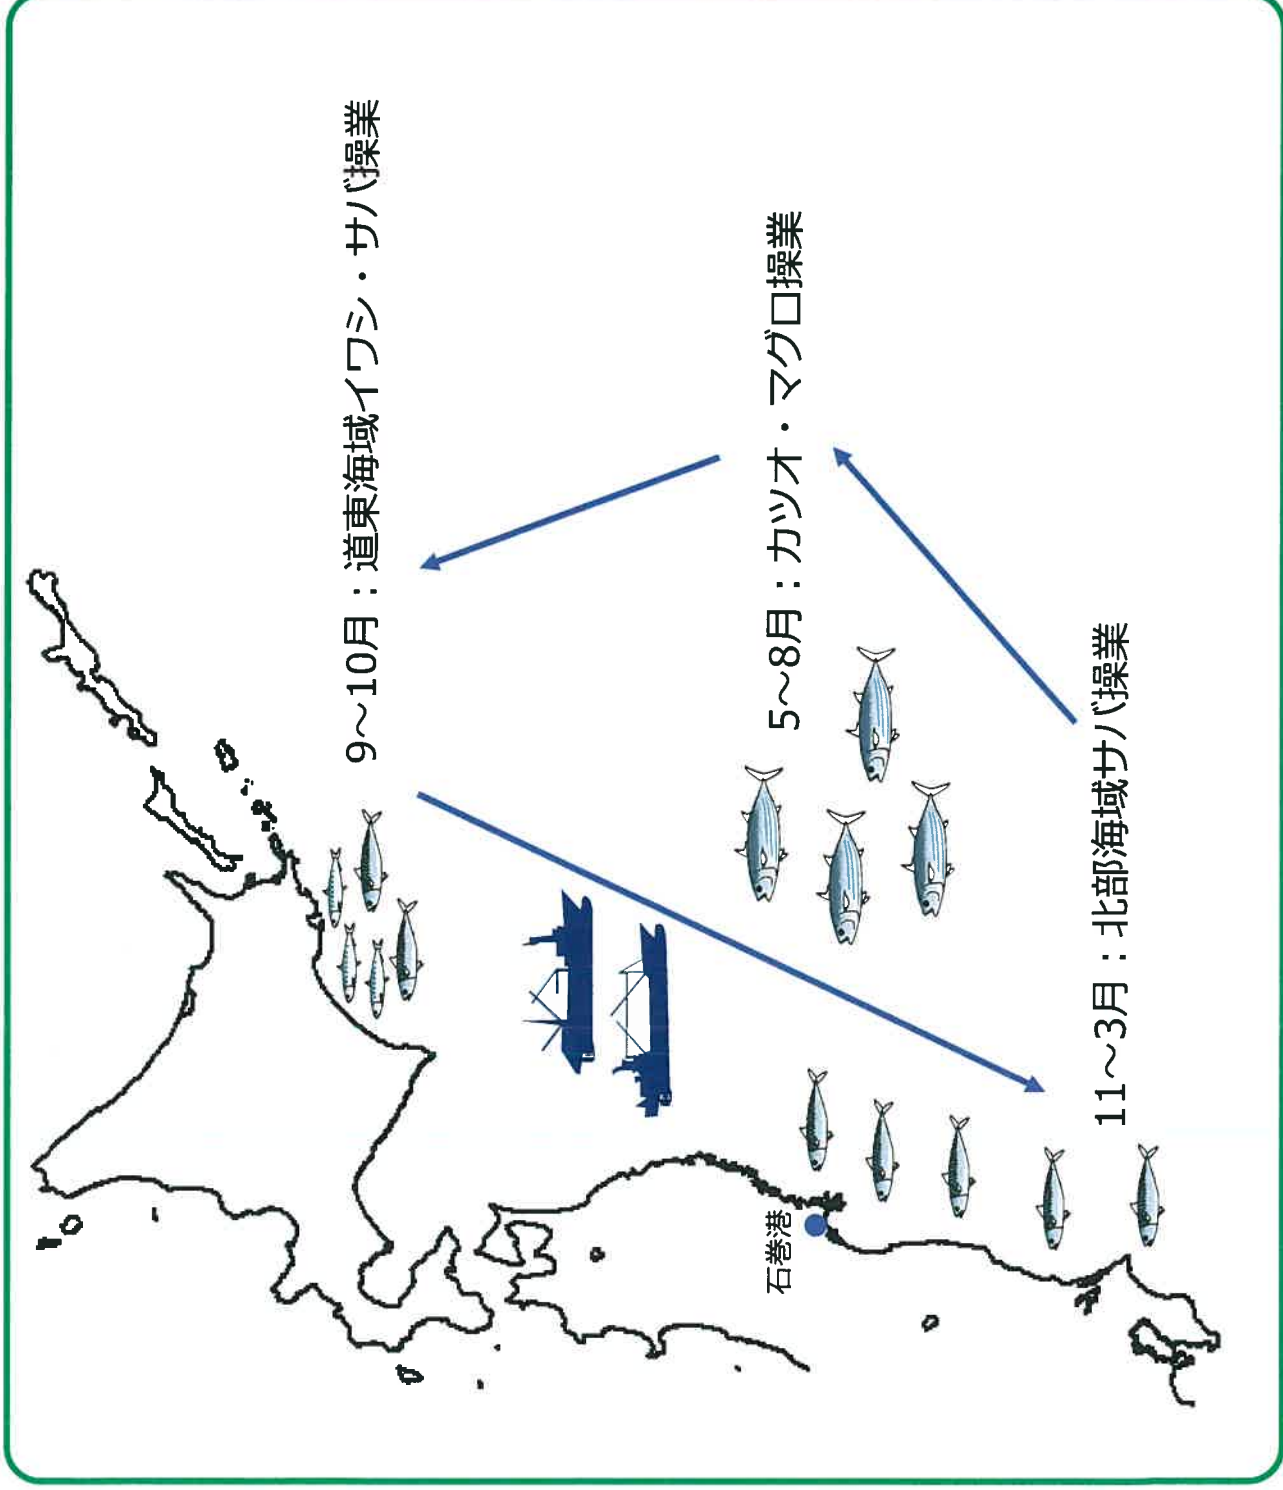 9～10月：道東海域イワシ・サバ操業
5～8月：カツオ・マグロ操業
石巻港
11～3月：北部海域サバ操業